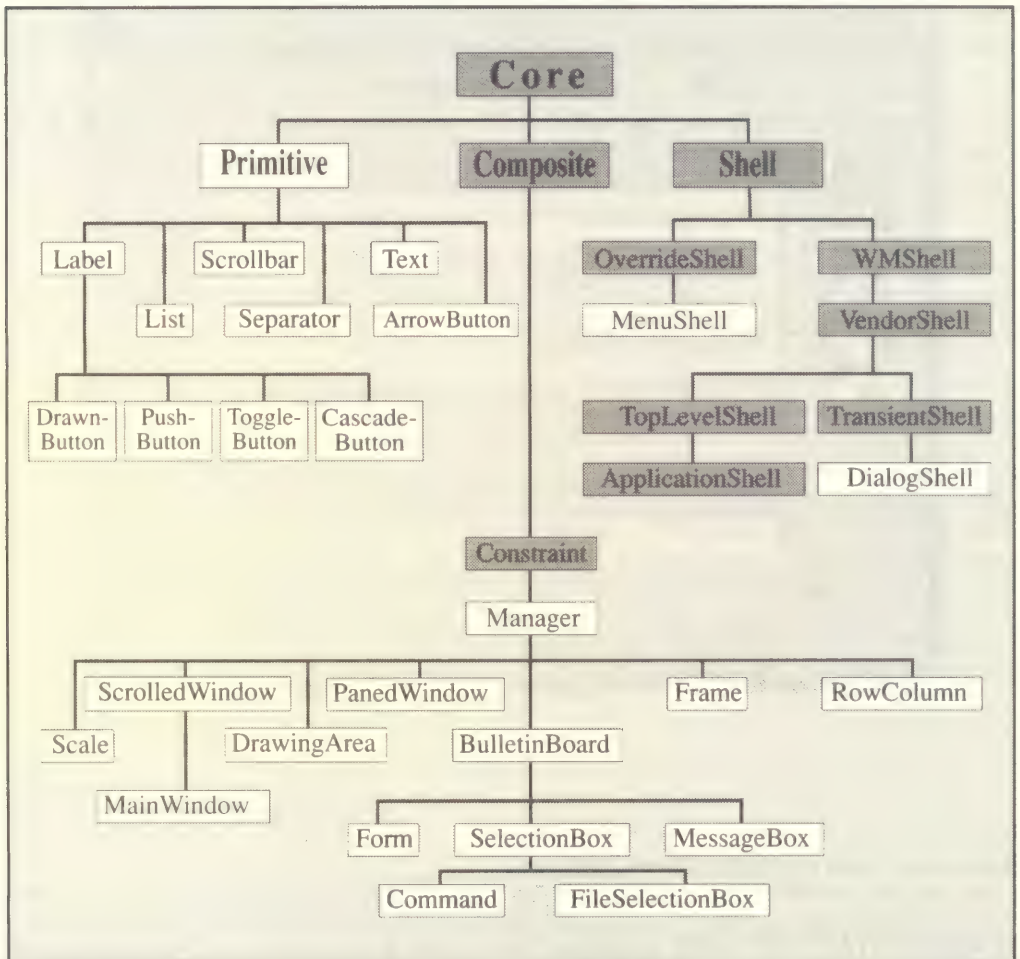 Core
Primitive
Composite
Shell
Label
Scrollbar
Text
OverrideShell
WMShell
List
Separator
ArrowButton
MenuShell
VendorShell
Drawn-
Button
Push-
Button
Toggle-
Button
Cascade-
Button
TopLevelShell
TransientShell
ApplicationShell
DialogShell
Constraint
Manager
ScrolledWindow
PanedWindow
Frame
RowColumn
Scale
DrawingArea
BulletinBoard
MainWindow
Form
SelectionBox
MessageBox
Command
FileSelectionBox